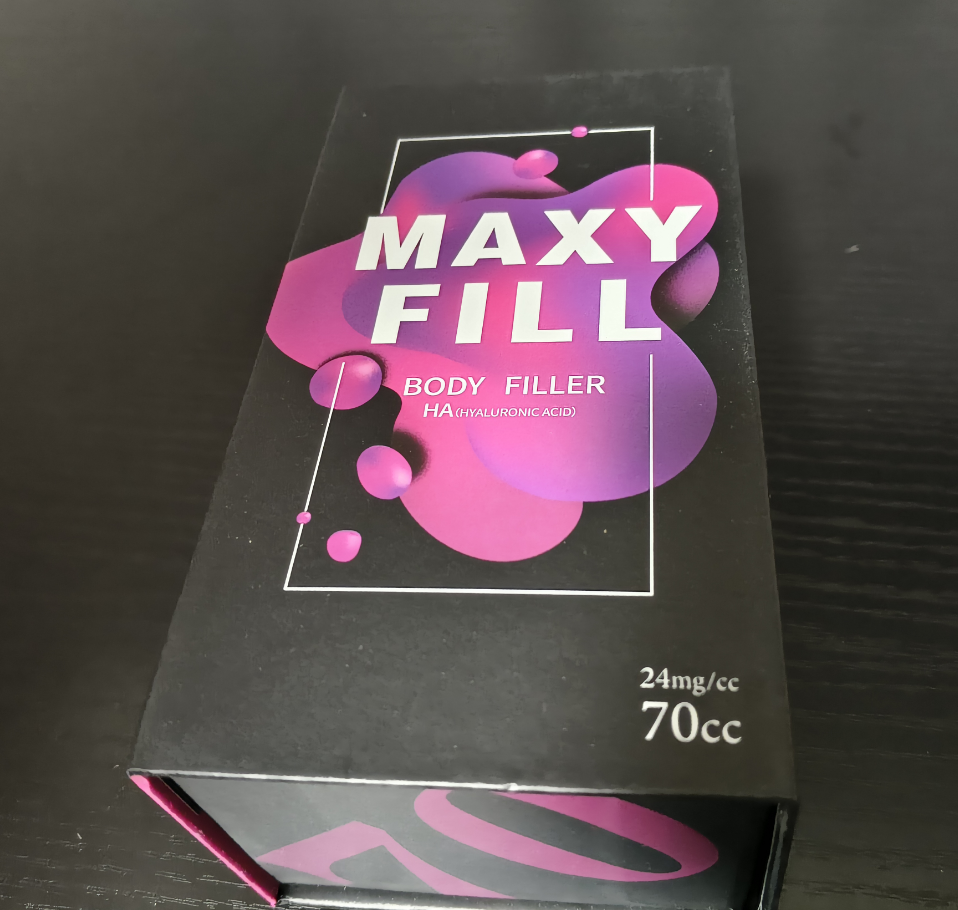 MAXY
FILL
BODY FILLER
HA(HYALURONIC ACID)
24mg/cc
70cc